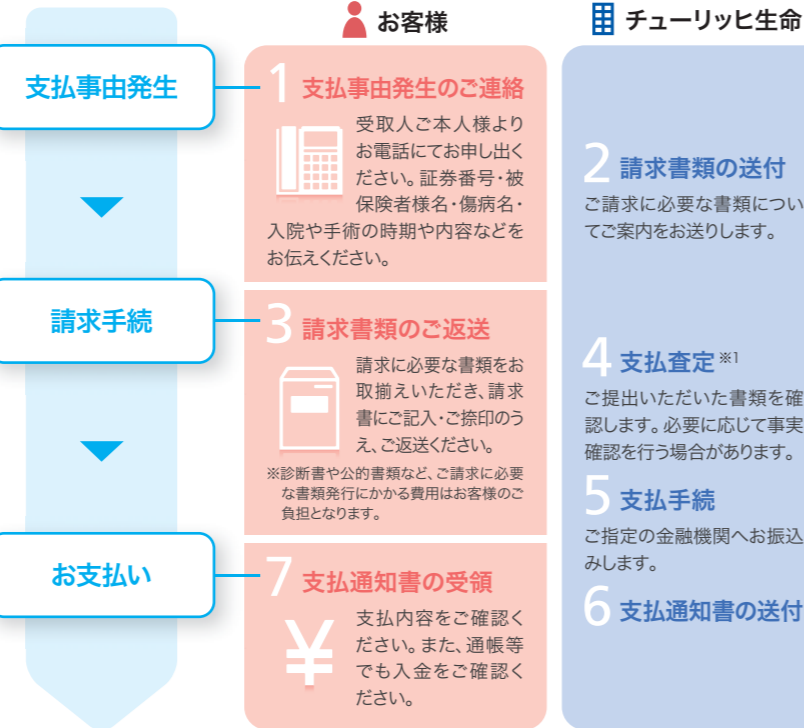 お客様
チューリッヒ生命
支払事由発生
1 支払事由発生のご連絡
受取人ご本人様より
お電話にてお申し出く
ださい。証券番号・被
保険者様名・傷病名・
入院や手術の時期や内容などを
お伝えください。
2 請求書類の送付
ご請求に必要な書類につい
てご案内をお送りします。
請求手続
3 請求書類のご返送
請求に必要な書類をお
取揃えいただき、請求
書にご記入・ご捺印のう
え、ご返送ください。
※診断書や公的書類など、ご請求に必要
な書類発行にかかる費用はお客様のご
負担となります。
4 支払査定※1
ご提出いただいた書類を確
認します。必要に応じて事実
確認を行う場合があります。
5 支払手続
ご指定の金融機関へお振込
みします。
6 支払通知書の送付
お支払い
7 支払通知書の受領
¥
支払内容をご確認く
ださい。また、通帳等
でも入金をご確認く
ださい。